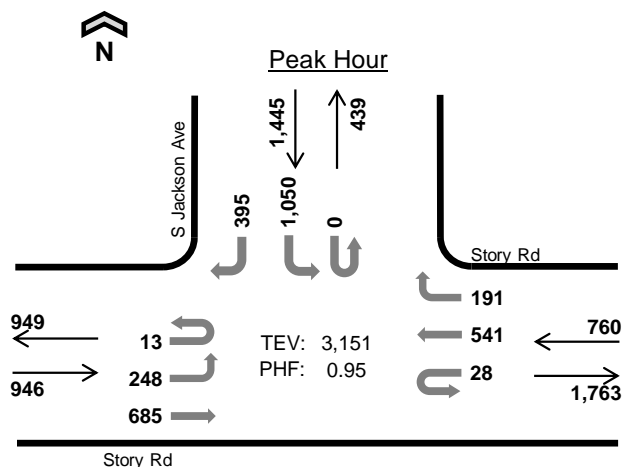 N
Peak Hour
S Jackson Ave
1,445
439
395
1,050
0
Story Rd
191
949
13
TEV: 3,151
541
760
946
248
PHF: 0.95
28
1,763
685
Story Rd